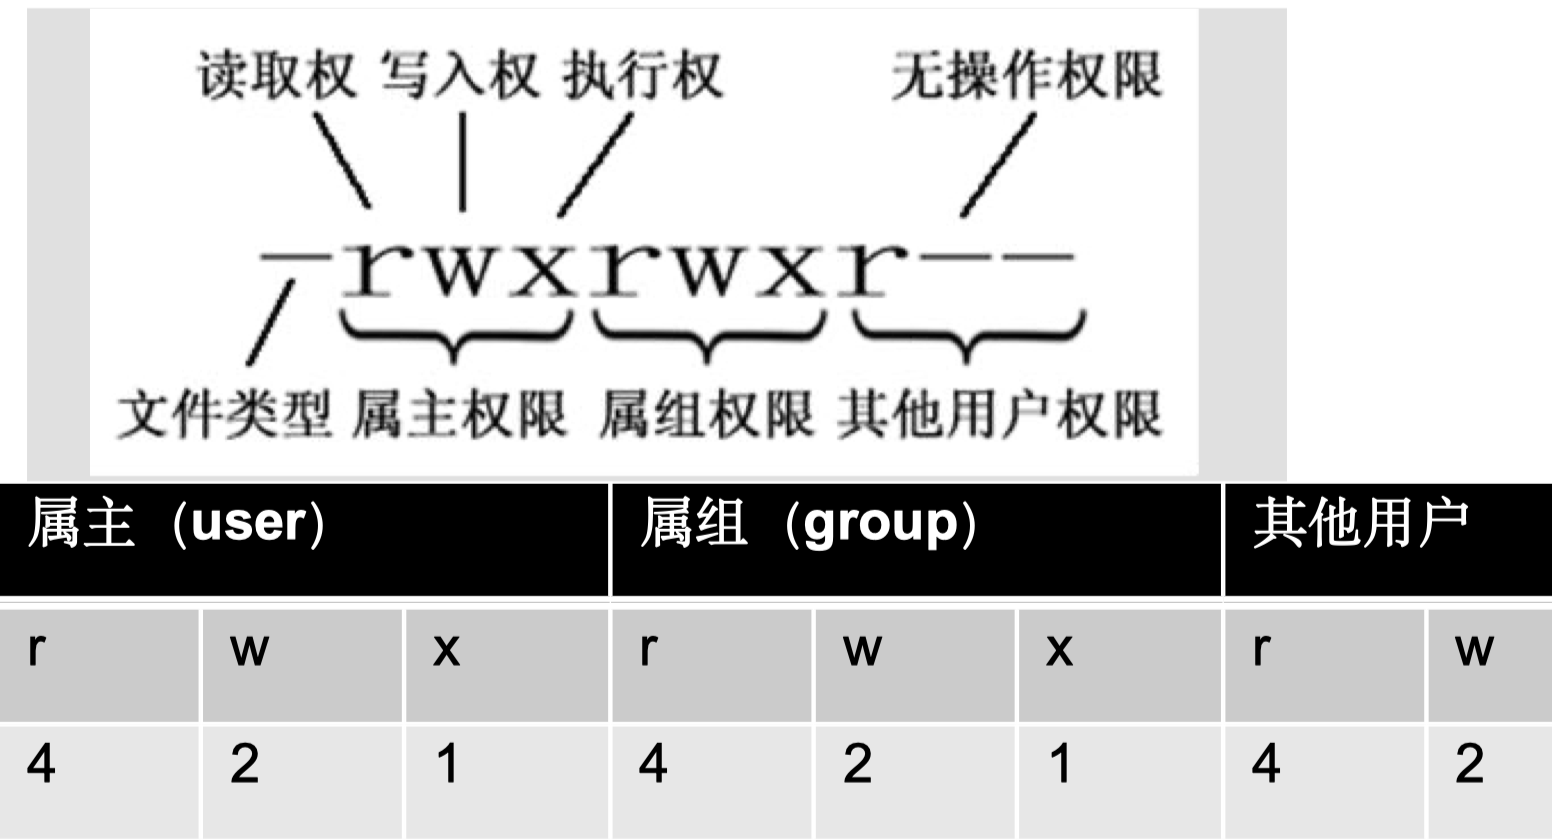 读取权 写入权 执行权 无操作权限
-rwxrwxr--
文件类型 属主权限 属组权限 其他用户权限
属主（user） 属组（group） 其他用户
r w x r w x r w
4 2 1 4 2 1 4 2